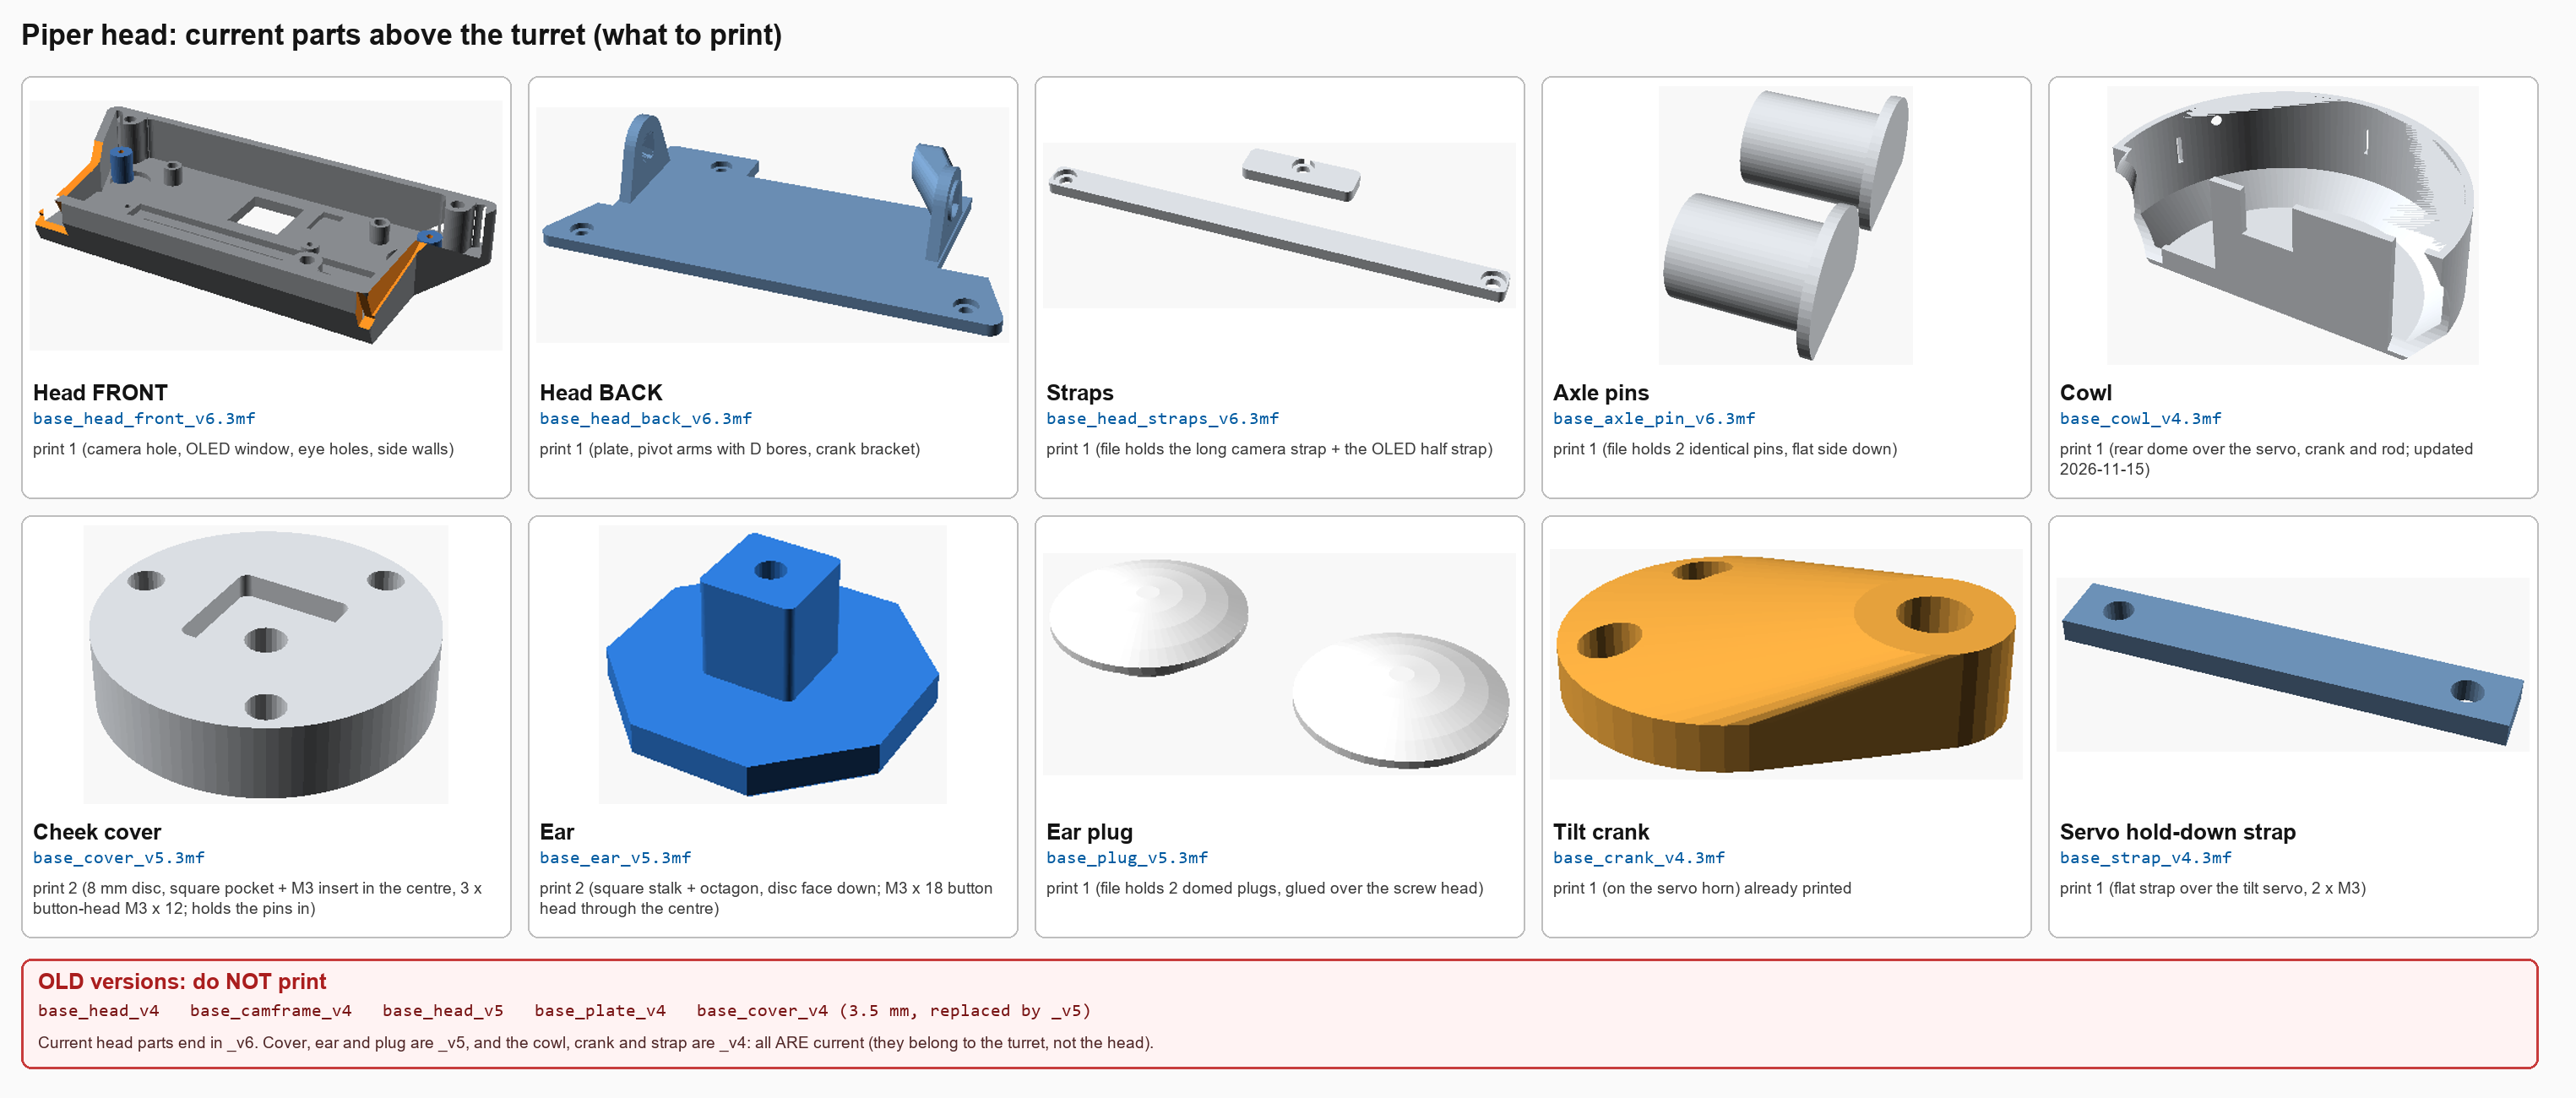 Piper head: current parts above the turret (what to print)
Head FRONT
base_head_front_v6.3mf
print 1 (camera hole, OLED window, eye holes, side walls)
Head BACK
base_head_back_v6.3mf
print 1 (plate, pivot arms with D bores, crank bracket)
Straps
base_head_straps_v6.3mf
print 1 (file holds the long camera strap + the OLED half strap)
Axle pins
base_axle_pin_v6.3mf
print 1 (file holds 2 identical pins, flat side down)
Cowl
base_cowl_v4.3mf
print 1 (rear dome over the servo, crank and rod; updated
2026-11-15)
Cheek cover
base_cover_v5.3mf
print 2 (8 mm disc, square pocket + M3 insert in the centre, 3 x
button-head M3 x 12; holds the pins in)
Ear
base_ear_v5.3mf
print 2 (square stalk + octagon, disc face down; M3 x 18 button
head through the centre)
Ear plug
base_plug_v5.3mf
print 1 (file holds 2 domed plugs, glued over the screw head)
Tilt crank
base_crank_v4.3mf
print 1 (on the servo horn) already printed
Servo hold-down strap
base_strap_v4.3mf
print 1 (flat strap over the tilt servo, 2 x M3)
OLD versions: do NOT print
base_head_v4 base_camframe_v4 base_head_v5 base_plate_v4 base_cover_v4 (3.5 mm, replaced by _v5)
Current head parts end in _v6. Cover, ear and plug are _v5, and the cowl, crank and strap are _v4: all ARE current (they belong to the turret, not the head).